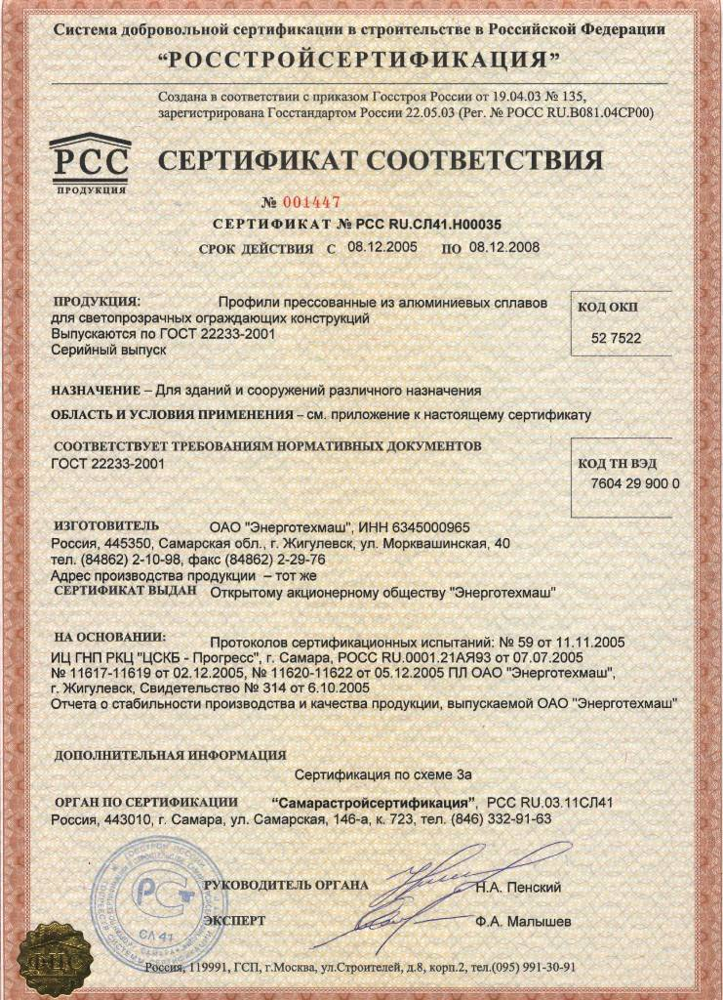 Система добровольной сертификации в строительстве в Российской Федерации
“РОССТРОЙСЕРТИФИКАЦИЯ”
Создана в соответствии с приказом Госстроя России от 19.04.03 № 135,
зарегистрирована Госстандартом России 22.05.03 (Рег. № РОСС RU.В081.04СР00)
РСС
ПРОДУКЦИЯ
СЕРТИФИКАТ СООТВЕТСТВИЯ
№ 001447
СЕРТИФИКАТ № РСС RU.СЛ41.Н00035
СРОК ДЕЙСТВИЯ С 08.12.2005 ПО 08.12.2008
ПРОДУКЦИЯ: Профили прессованные из алюминиевых сплавов
для светопрозрачных ограждающих конструкций
Выпускаются по ГОСТ 22233-2001
Серийный выпуск
КОД ОКП
52 7522
НАЗНАЧЕНИЕ – Для зданий и сооружений различного назначения
ОБЛАСТЬ И УСЛОВИЯ ПРИМЕНЕНИЯ – см. приложение к настоящему сертификату
СООТВЕТСТВУЕТ ТРЕБОВАНИЯМ НОРМАТИВНЫХ ДОКУМЕНТОВ
ГОСТ 22233-2001
КОД ТН ВЭД
7604 29 900 0
ИЗГОТОВИТЕЛЬ ОАО "Энерготехмаш", ИНН 6345000965
Россия, 445350, Самарская обл., г. Жигулевск, ул. Морквашинская, 40
тел. (84862) 2-10-98, факс (84862) 2-29-76
Адрес производства продукции – тот же
СЕРТИФИКАТ ВЫДАН Открытому акционерному обществу "Энерготехмаш"
НА ОСНОВАНИИ: Протоколов сертификационных испытаний: № 59 от 11.11.2005
ИЦ ГНП РКЦ "ЦСКБ - Прогресс", г. Самара, РОСС RU.0001.21АЯ93 от 07.07.2005
№ 11617-11619 от 02.12.2005, № 11620-11622 от 05.12.2005 ПЛ ОАО "Энерготехмаш",
г. Жигулевск, Свидетельство № 314 от 6.10.2005
Отчета о стабильности производства и качества продукции, выпускаемой ОАО "Энерготехмаш"
ДОПОЛНИТЕЛЬНАЯ ИНФОРМАЦИЯ
Сертификация по схеме 3а
ОРГАН ПО СЕРТИФИКАЦИИ “Самарастройсертификация”, РСС RU.03.11СЛ41
Россия, 443010, г. Самара, ул. Самарская, 146-а, к. 723, тел. (846) 332-91-63
РУКОВОДИТЕЛЬ ОРГАНА Н.А. Пенский
ЭКСПЕРТ Ф.А. Малышев
СЛ 41
Россия, 119991, ГСП, г.Москва, ул.Строителей, д.8, корп.2, тел.(095) 991-30-91